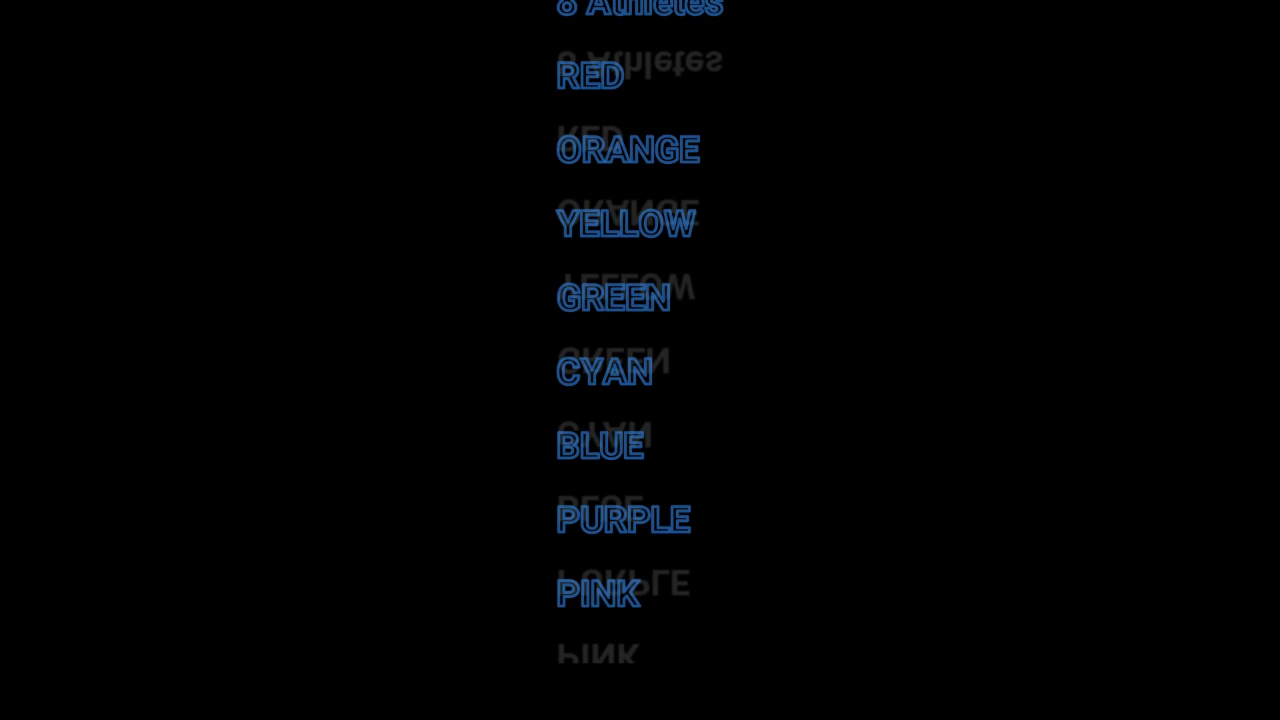 8 Athletes
RED
ORANGE
YELLOW
GREEN
CYAN
BLUE
PURPLE
PINK